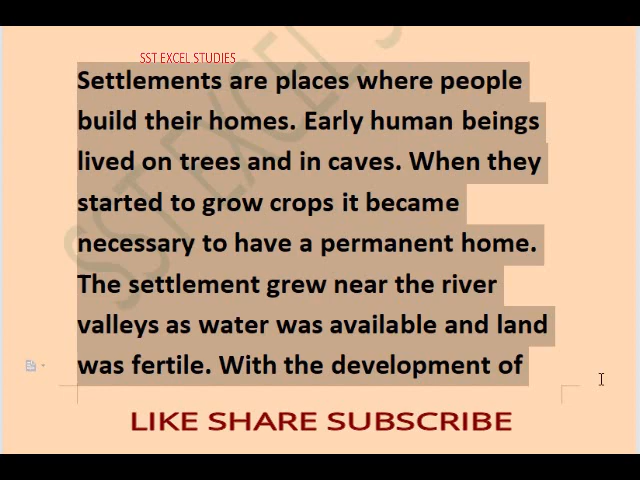 SST EXCEL STUDIES
Settlements are places where people
build their homes. Early human beings
lived on trees and in caves. When they
started to grow crops it became
necessary to have a permanent home.
The settlement grew near the river
valleys as water was available and land
was fertile. With the development of
SST EXCEL S
LIKE SHARE SUBSCRIBE